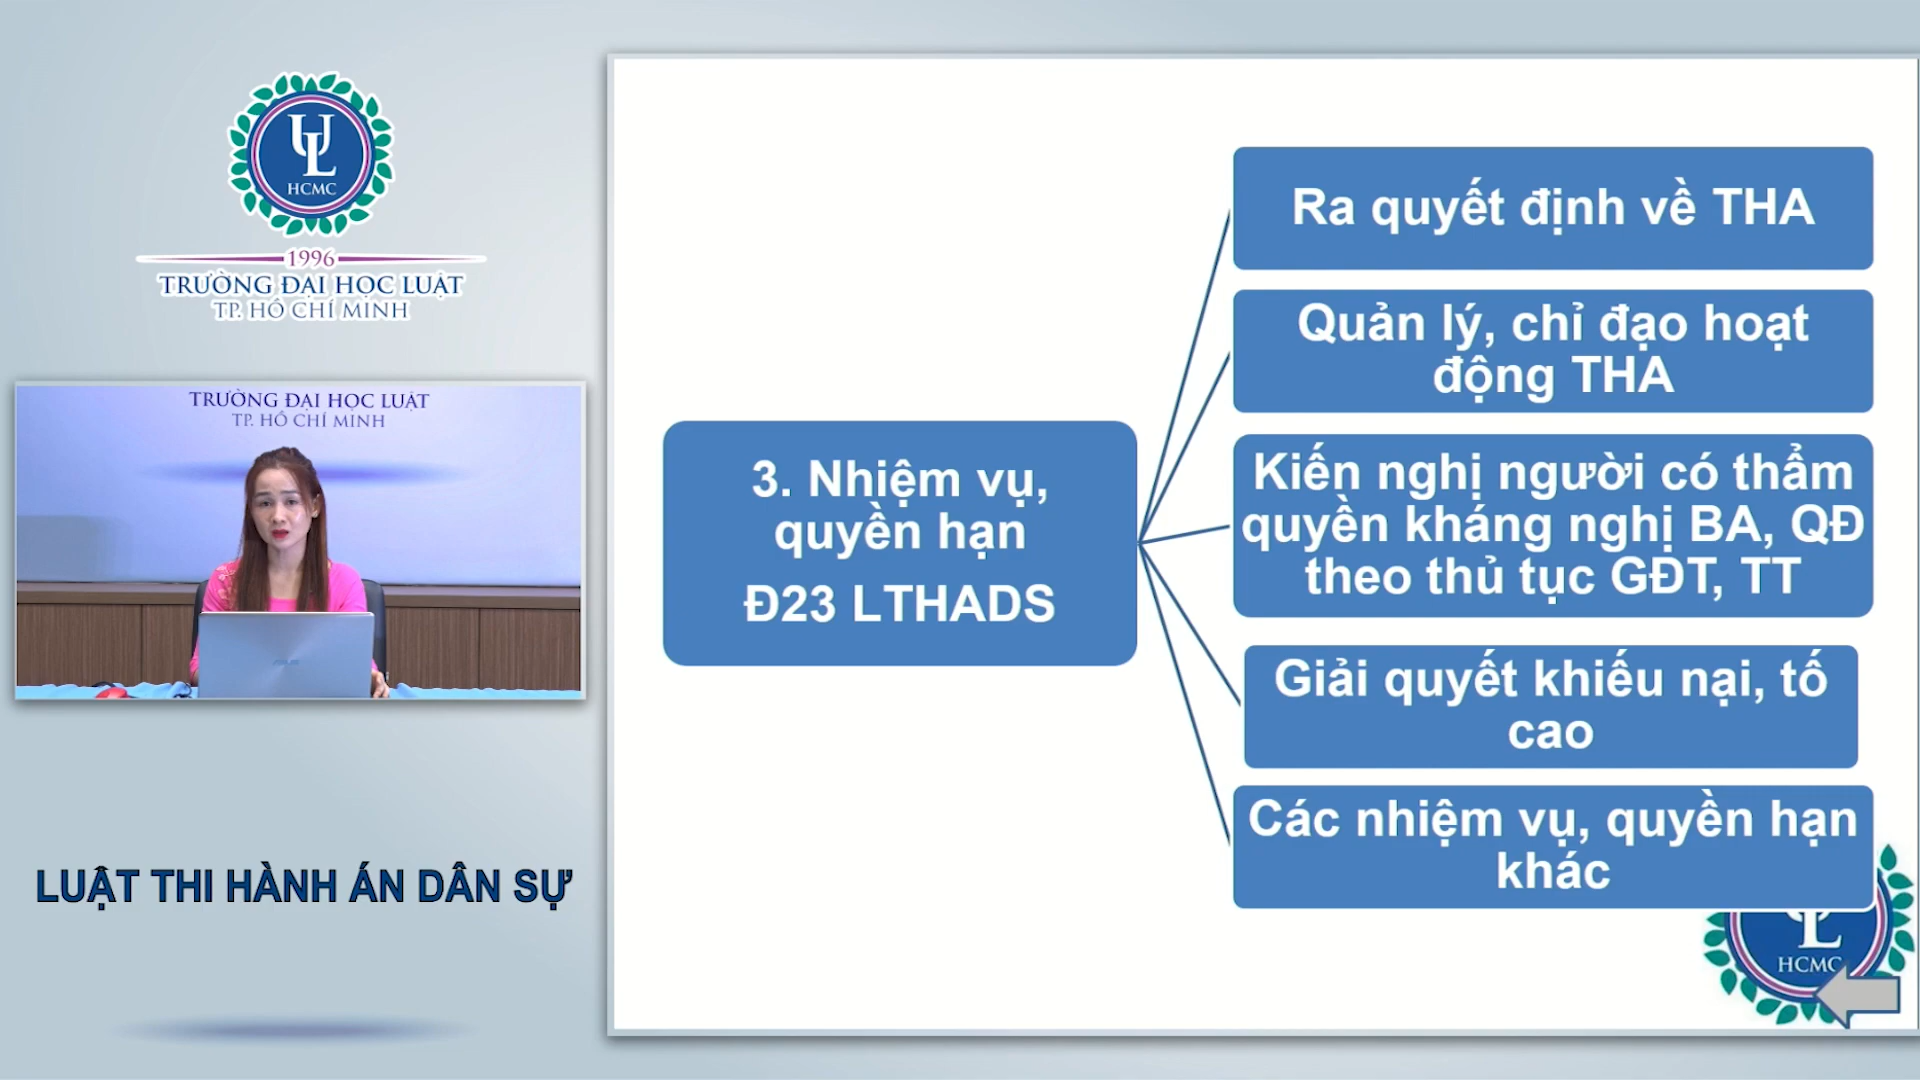 UL
HCMC
1996
TRƯỜNG ĐẠI HỌC LUẬT
TP. HỒ CHÍ MINH
TRƯỜNG ĐẠI HỌC LUẬT
TP. HỒ CHÍ MINH
ASUS
LUẬT THI HÀNH ÁN DÂN SỰ
3. Nhiệm vụ,
quyền hạn
Đ23 LTHADS
Ra quyết định về THA
Quản lý, chỉ đạo hoạt
động THA
Kiến nghị người có thẩm
quyền kháng nghị BA, QĐ
theo thủ tục GĐT, TT
Giải quyết khiếu nại, tố
cao
Các nhiệm vụ, quyền hạn
khác
HCMC